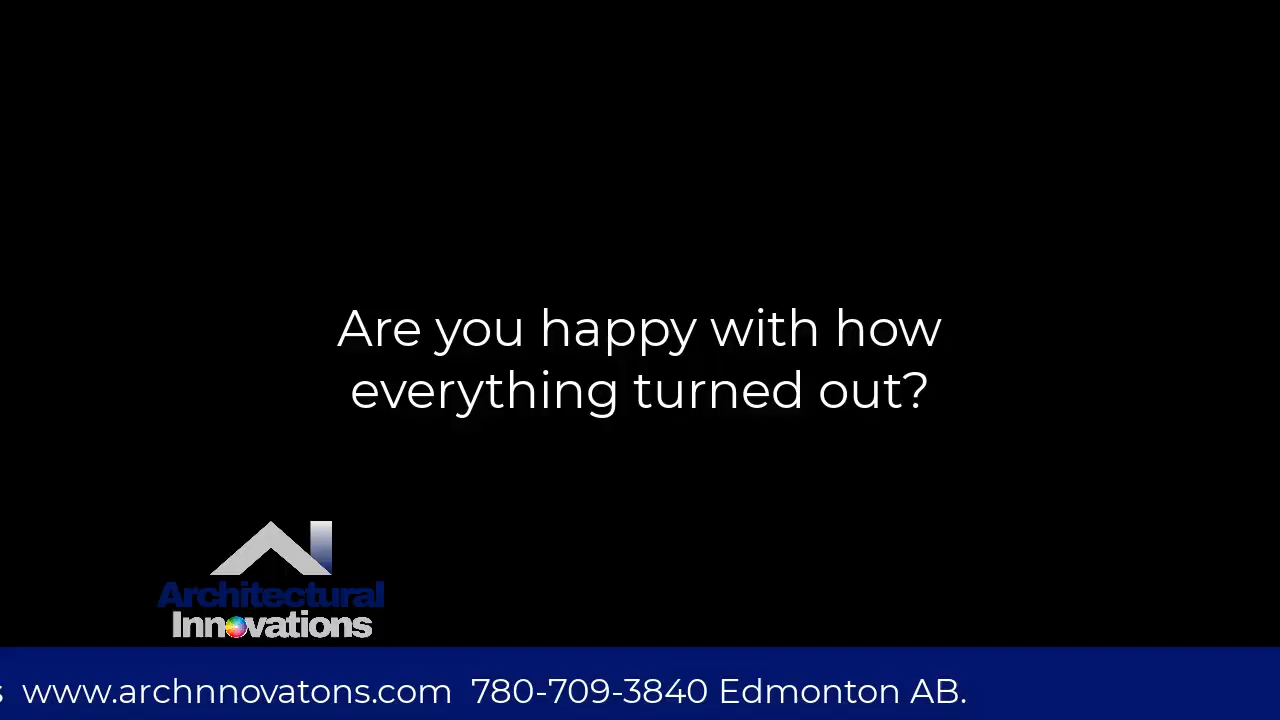 Are you happy with how
everything turned out?
Architectural
Innovations
s www.archnnovatons.com 780-709-3840 Edmonton AB.